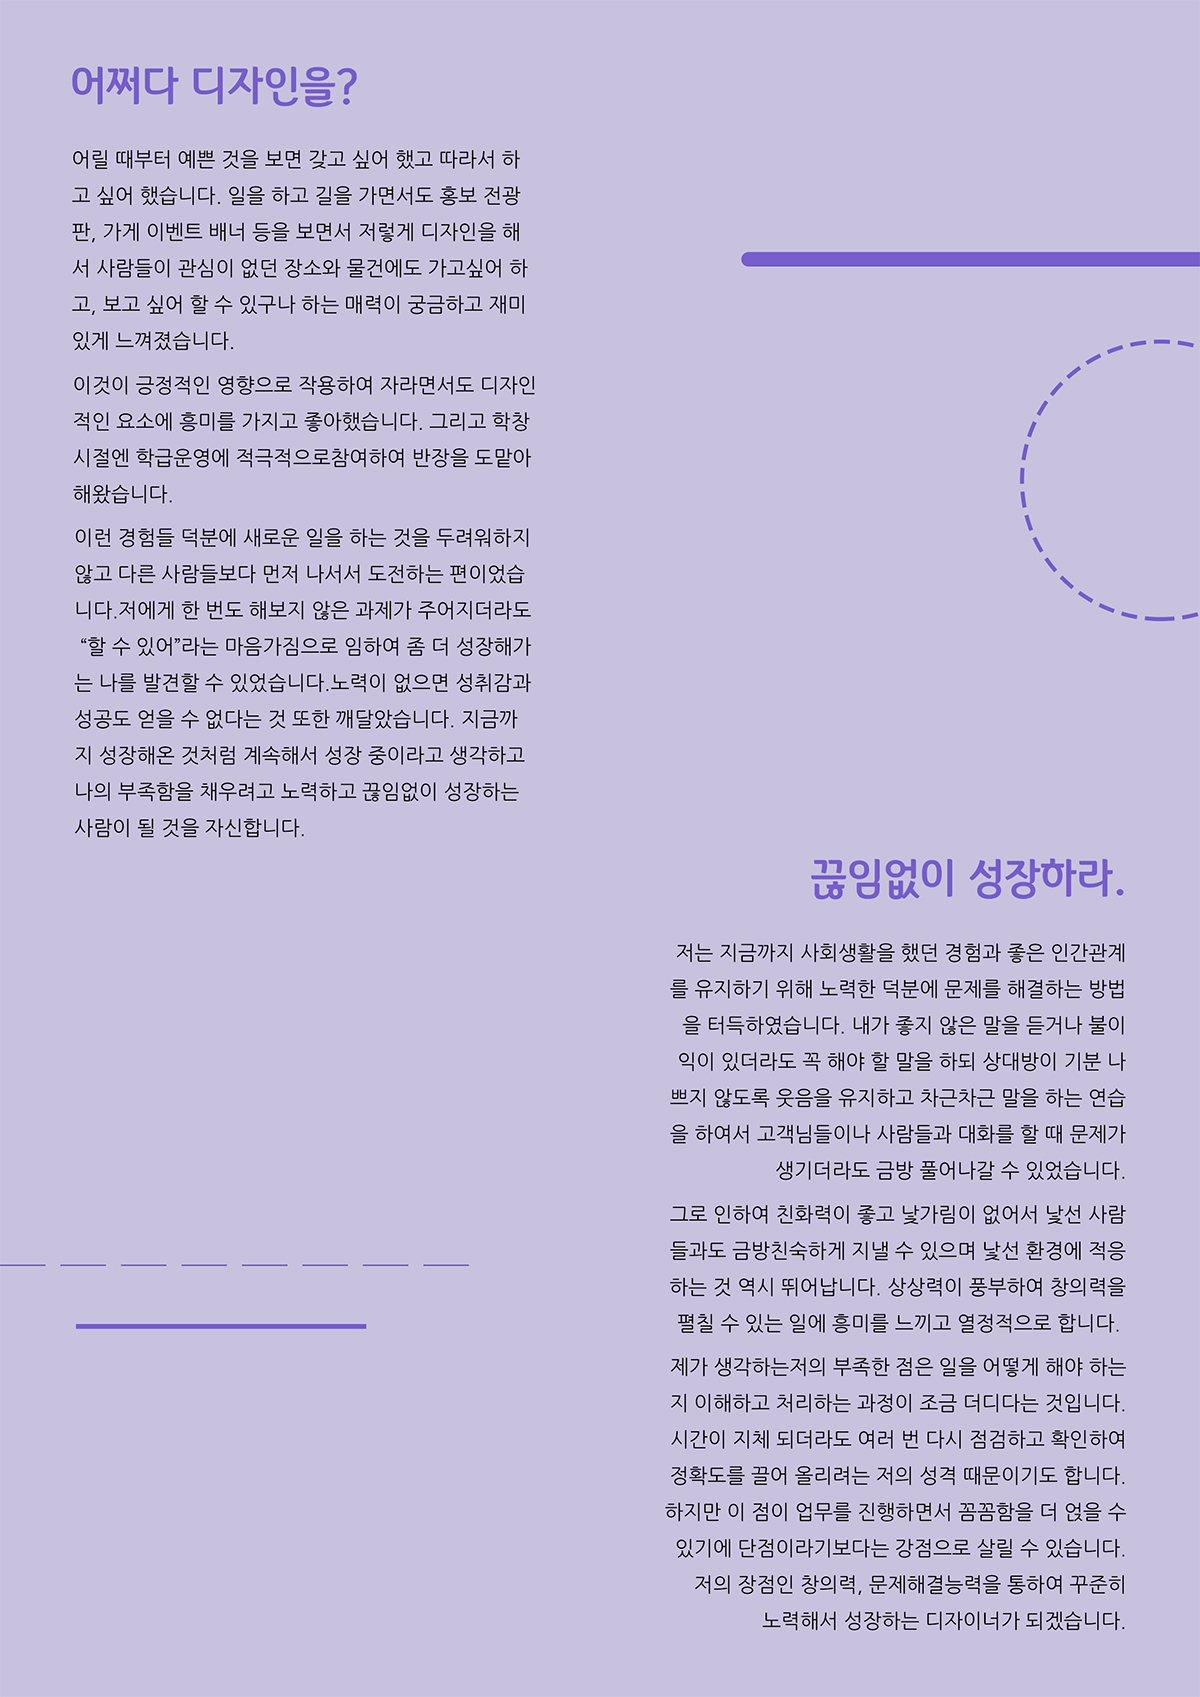 어쩌다 디자인을?
어릴 때부터 예쁜 것을 보면 갖고 싶어 했고 따라서 하
고 싶어 했습니다. 일을 하고 길을 가면서도 홍보 전광
판, 가게 이벤트 배너 등을 보면서 저렇게 디자인을 해
서 사람들이 관심이 없던 장소와 물건에도 가고싶어 하
고, 보고 싶어 할 수 있구나 하는 매력이 궁금하고 재미
있게 느껴졌습니다.
이것이 긍정적인 영향으로 작용하여 자라면서도 디자인
적인 요소에 흥미를 가지고 좋아했습니다. 그리고 학창
시절엔 학급운영에 적극적으로참여하여 반장을 도맡아
해왔습니다.
이런 경험들 덕분에 새로운 일을 하는 것을 두려워하지
않고 다른 사람들보다 먼저 나서서 도전하는 편이었습
니다.저에게 한 번도 해보지 않은 과제가 주어지더라도
“할 수 있어”라는 마음가짐으로 임하여 좀 더 성장해가
는 나를 발견할 수 있었습니다.노력이 없으면 성취감과
성공도 얻을 수 없다는 것 또한 깨달았습니다. 지금까
지 성장해온 것처럼 계속해서 성장 중이라고 생각하고
나의 부족함을 채우려고 노력하고 끊임없이 성장하는
사람이 될 것을 자신합니다.
끊임없이 성장하라.
저는 지금까지 사회생활을 했던 경험과 좋은 인간관계
를 유지하기 위해 노력한 덕분에 문제를 해결하는 방법
을 터득하였습니다. 내가 좋지 않은 말을 듣거나 불이
익이 있더라도 꼭 해야 할 말을 하되 상대방이 기분 나
쁘지 않도록 웃음을 유지하고 차근차근 말을 하는 연습
을 하여서 고객님들이나 사람들과 대화를 할 때 문제가
생기더라도 금방 풀어나갈 수 있었습니다.
그로 인하여 친화력이 좋고 낯가림이 없어서 낯선 사람
들과도 금방친숙하게 지낼 수 있으며 낯선 환경에 적응
하는 것 역시 뛰어납니다. 상상력이 풍부하여 창의력을
펼칠 수 있는 일에 흥미를 느끼고 열정적으로 합니다.
제가 생각하는저의 부족한 점은 일을 어떻게 해야 하는
지 이해하고 처리하는 과정이 조금 더디다는 것입니다.
시간이 지체 되더라도 여러 번 다시 점검하고 확인하여
정확도를 끌어 올리려는 저의 성격 때문이기도 합니다.
하지만 이 점이 업무를 진행하면서 꼼꼼함을 더 얹을 수
있기에 단점이라기보다는 강점으로 살릴 수 있습니다.
저의 장점인 창의력, 문제해결능력을 통하여 꾸준히
노력해서 성장하는 디자이너가 되겠습니다.